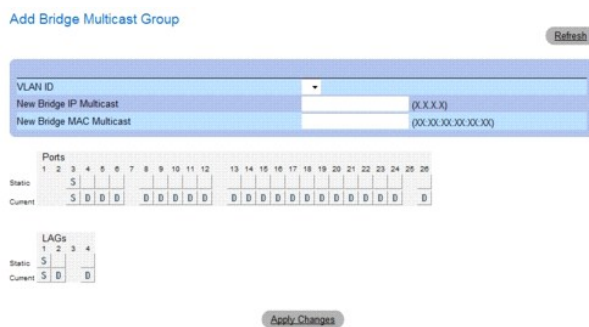 Add Bridge Multicast Group
Refresh
VLAN ID
New Bridge IP Multicast (X.X.X.X)
New Bridge MAC Multicast (XX:XX:XX:XX:XX:XX)
Ports
1 2 3 4 5 6 7 8 9 10 11 12 13 14 15 16 17 18 19 20 21 22 23 24 25 26
Static S
Current S D D D D D D D D D D D D D D D D D D D D D
LAGs
1 2 3 4
Static S
Current S D D
Apply Changes